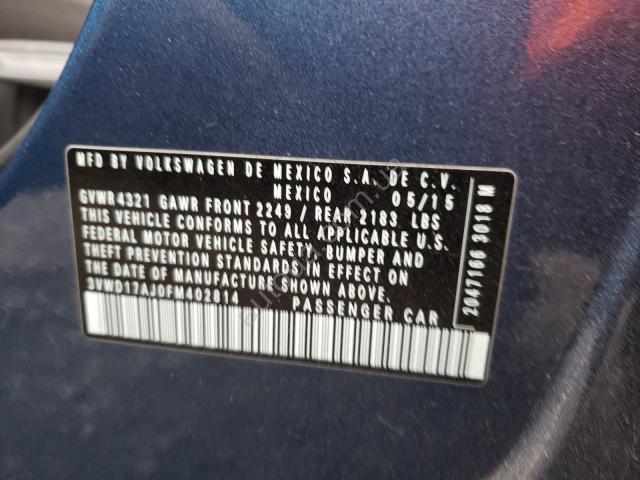 MFD BY VOLKSWAGEN DE MEXICO S.A. DE C.V.
MEXICO 05/15
GVWR 4321 GAWR FRONT 2249 / REAR 2183 LBS
THIS VEHICLE CONFORMS TO ALL APPLICABLE U.S.
FEDERAL MOTOR VEHICLE SAFETY, BUMPER AND
THEFT PREVENTION STANDARDS IN EFFECT ON
THE DATE OF MANUFACTURE SHOWN ABOVE.
3VWD17AJ0FM402814 PASSENGER CAR
2047166 3018 M